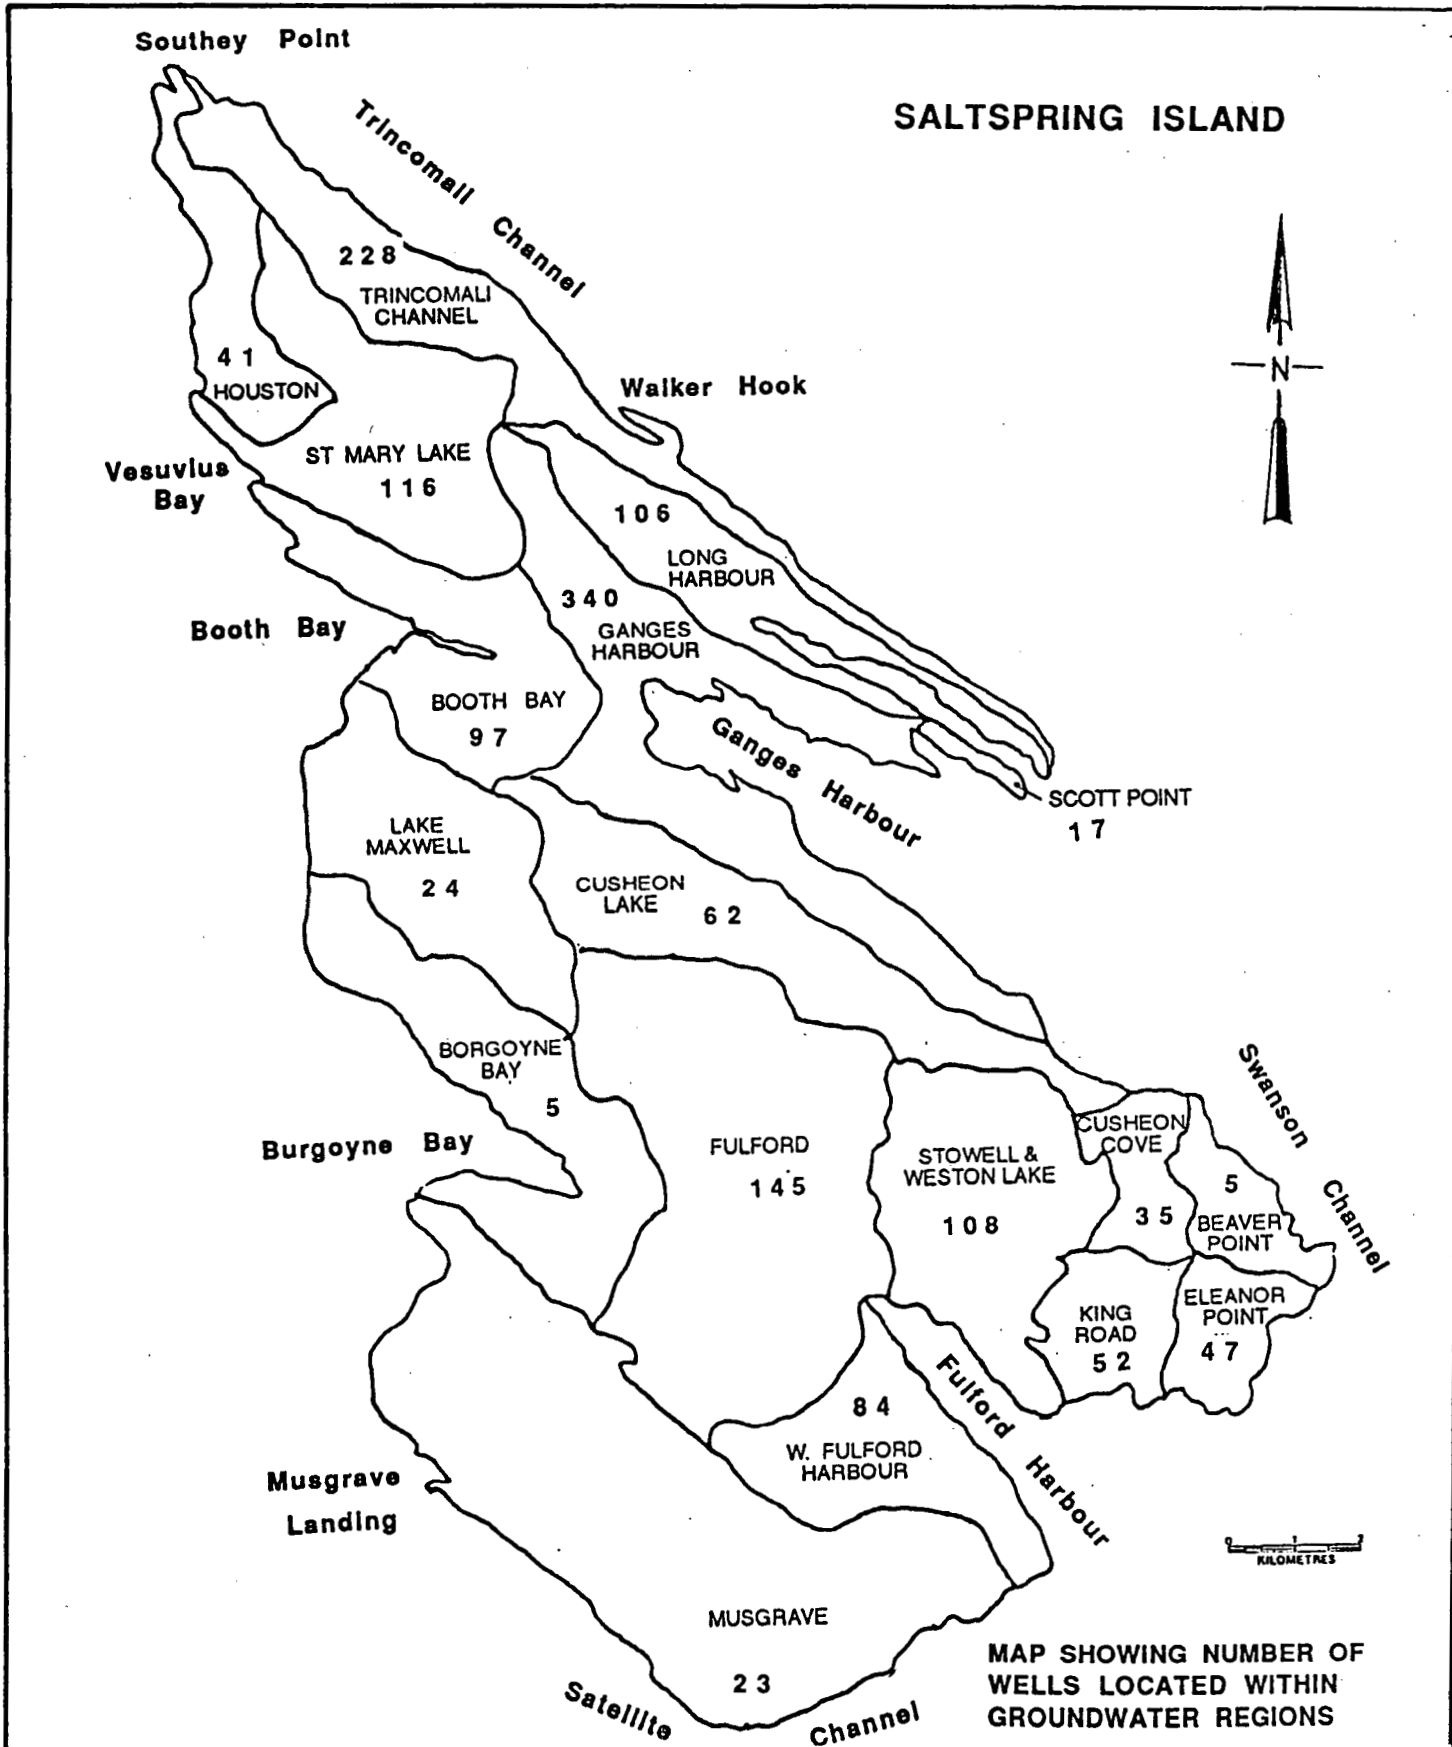 Southey Point
SALTSPRING ISLAND
Trincomali Channel
228
TRINCOMALI
CHANNEL
N
41
HOUSTON
Walker Hook
ST MARY LAKE
116
Vesuvius
Bay
106
LONG
HARBOUR
340
GANGES
HARBOUR
Booth Bay
BOOTH BAY
97
Ganges Harbour
SCOTT POINT
17
LAKE
MAXWELL
24
CUSHEON
LAKE
62
BORGOYNE
BAY
5
Burgoyne Bay
FULFORD
145
STOWELL &
WESTON LAKE
108
CUSHEON
COVE
35
Swanson Channel
5
BEAVER
POINT
KING
ROAD
52
ELEANOR
POINT
47
84
W. FULFORD
HARBOUR
Fulford Harbour
Musgrave
Landing
0 1 2
KILOMETRES
MUSGRAVE
23
Satellite Channel
MAP SHOWING NUMBER OF
WELLS LOCATED WITHIN
GROUNDWATER REGIONS